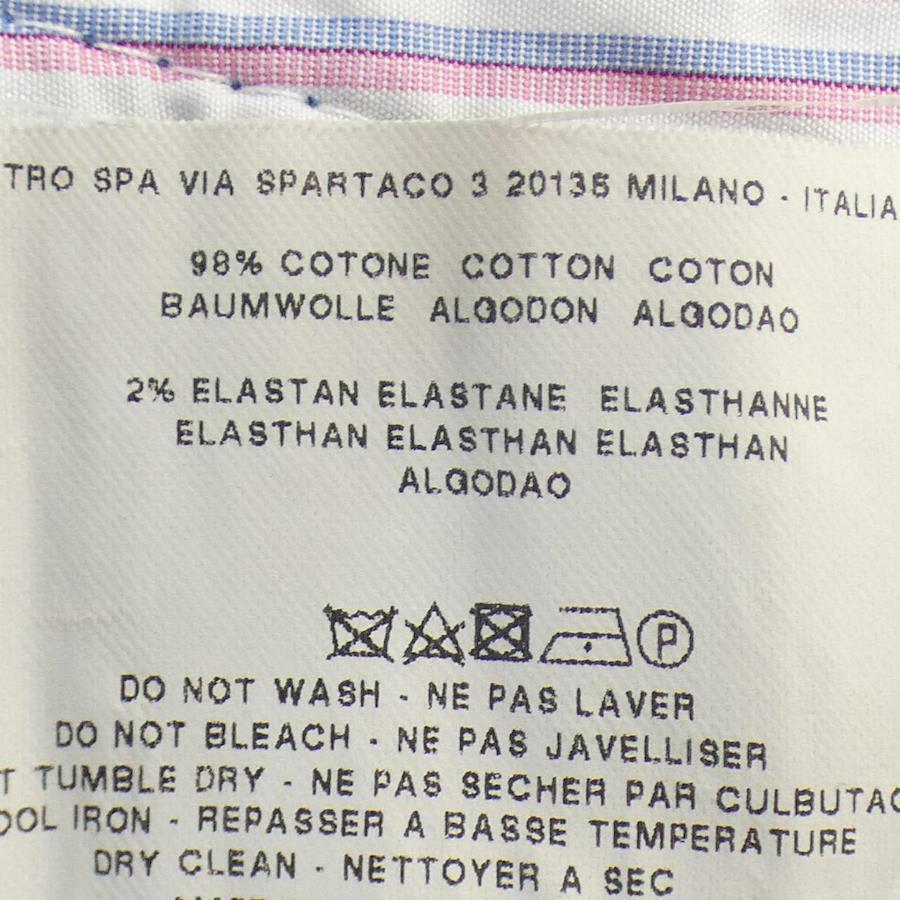 TRO SPA VIA SPARTACO 3 20135 MILANO - ITALIA
98% COTONE COTTON COTON
BAUMWOLLE ALGODON ALGODAO
2% ELASTAN ELASTANE ELASTHANNE
ELASTHAN ELASTHAN ELASTHAN
ALGODAO
P
DO NOT WASH - NE PAS LAVER
DO NOT BLEACH - NE PAS JAVELLISER
T TUMBLE DRY - NE PAS SECHER PAR CULBUTAG
OOL IRON - REPASSER A BASSE TEMPERATURE
DRY CLEAN - NETTOYER A SEC